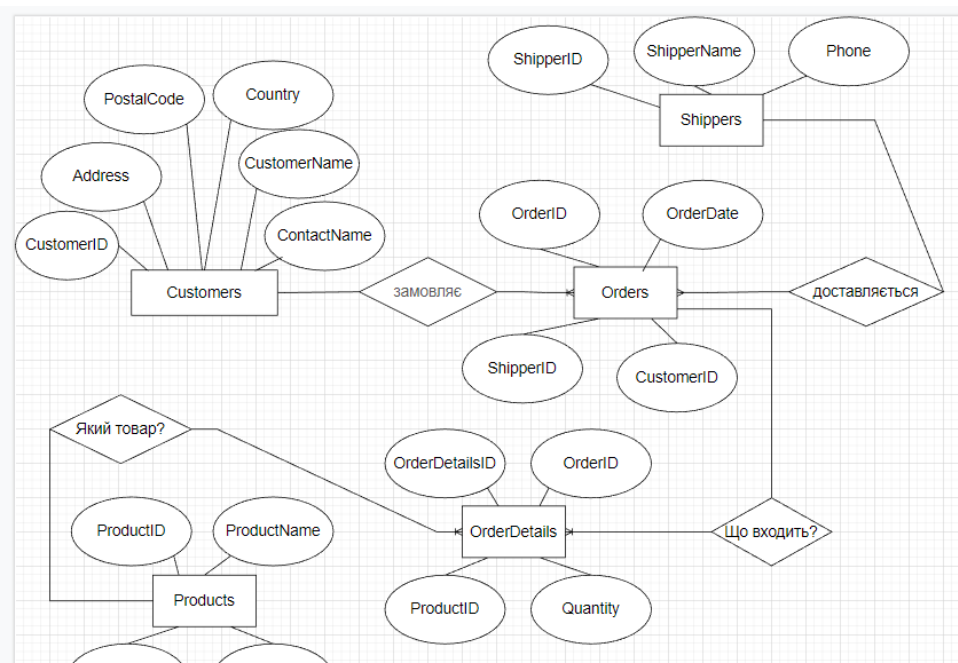 ShipperID
ShipperName
Phone
Shippers
PostalCode
Country
CustomerName
Address
ContactName
CustomerID
Customers
замовляє
OrderID
OrderDate
Orders
доставляється
ShipperID
CustomerID
Який товар?
OrderDetailsID
OrderID
OrderDetails
Що входить?
ProductID
ProductName
Products
ProductID
Quantity